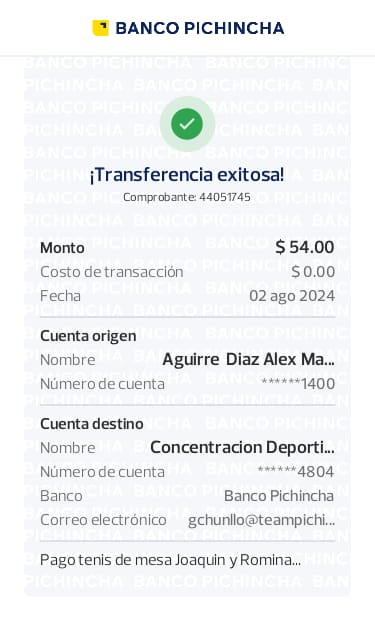 BANCO PICHINCHA
¡Transferencia exitosa!
Comprobante: 44051745
Monto $ 54.00
Costo de transacción $ 0.00
Fecha 02 ago 2024
Cuenta origen
Nombre Aguirre Diaz Alex Ma...
Número de cuenta ******1400
Cuenta destino
Nombre Concentracion Deporti...
Número de cuenta ******4804
Banco Banco Pichincha
Correo electrónico gchunllo@teampichi...
Pago tenis de mesa Joaquin y Romina...